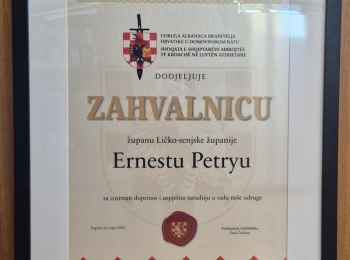 UDRUGA ALBANACA BRANITELJA
HRVATSKE U DOMOVINSKOM RATU
SHOQATA E SHQIPTARËVE MBROJTËS
TË KROACISË NË LUFTËN ATDHETARE
DODJELJUJE
ZAHVALNICU
županu Ličko-senjske županije
Ernestu Petryu
za izniman doprinos i uspješnu suradnju u radu naše udruge